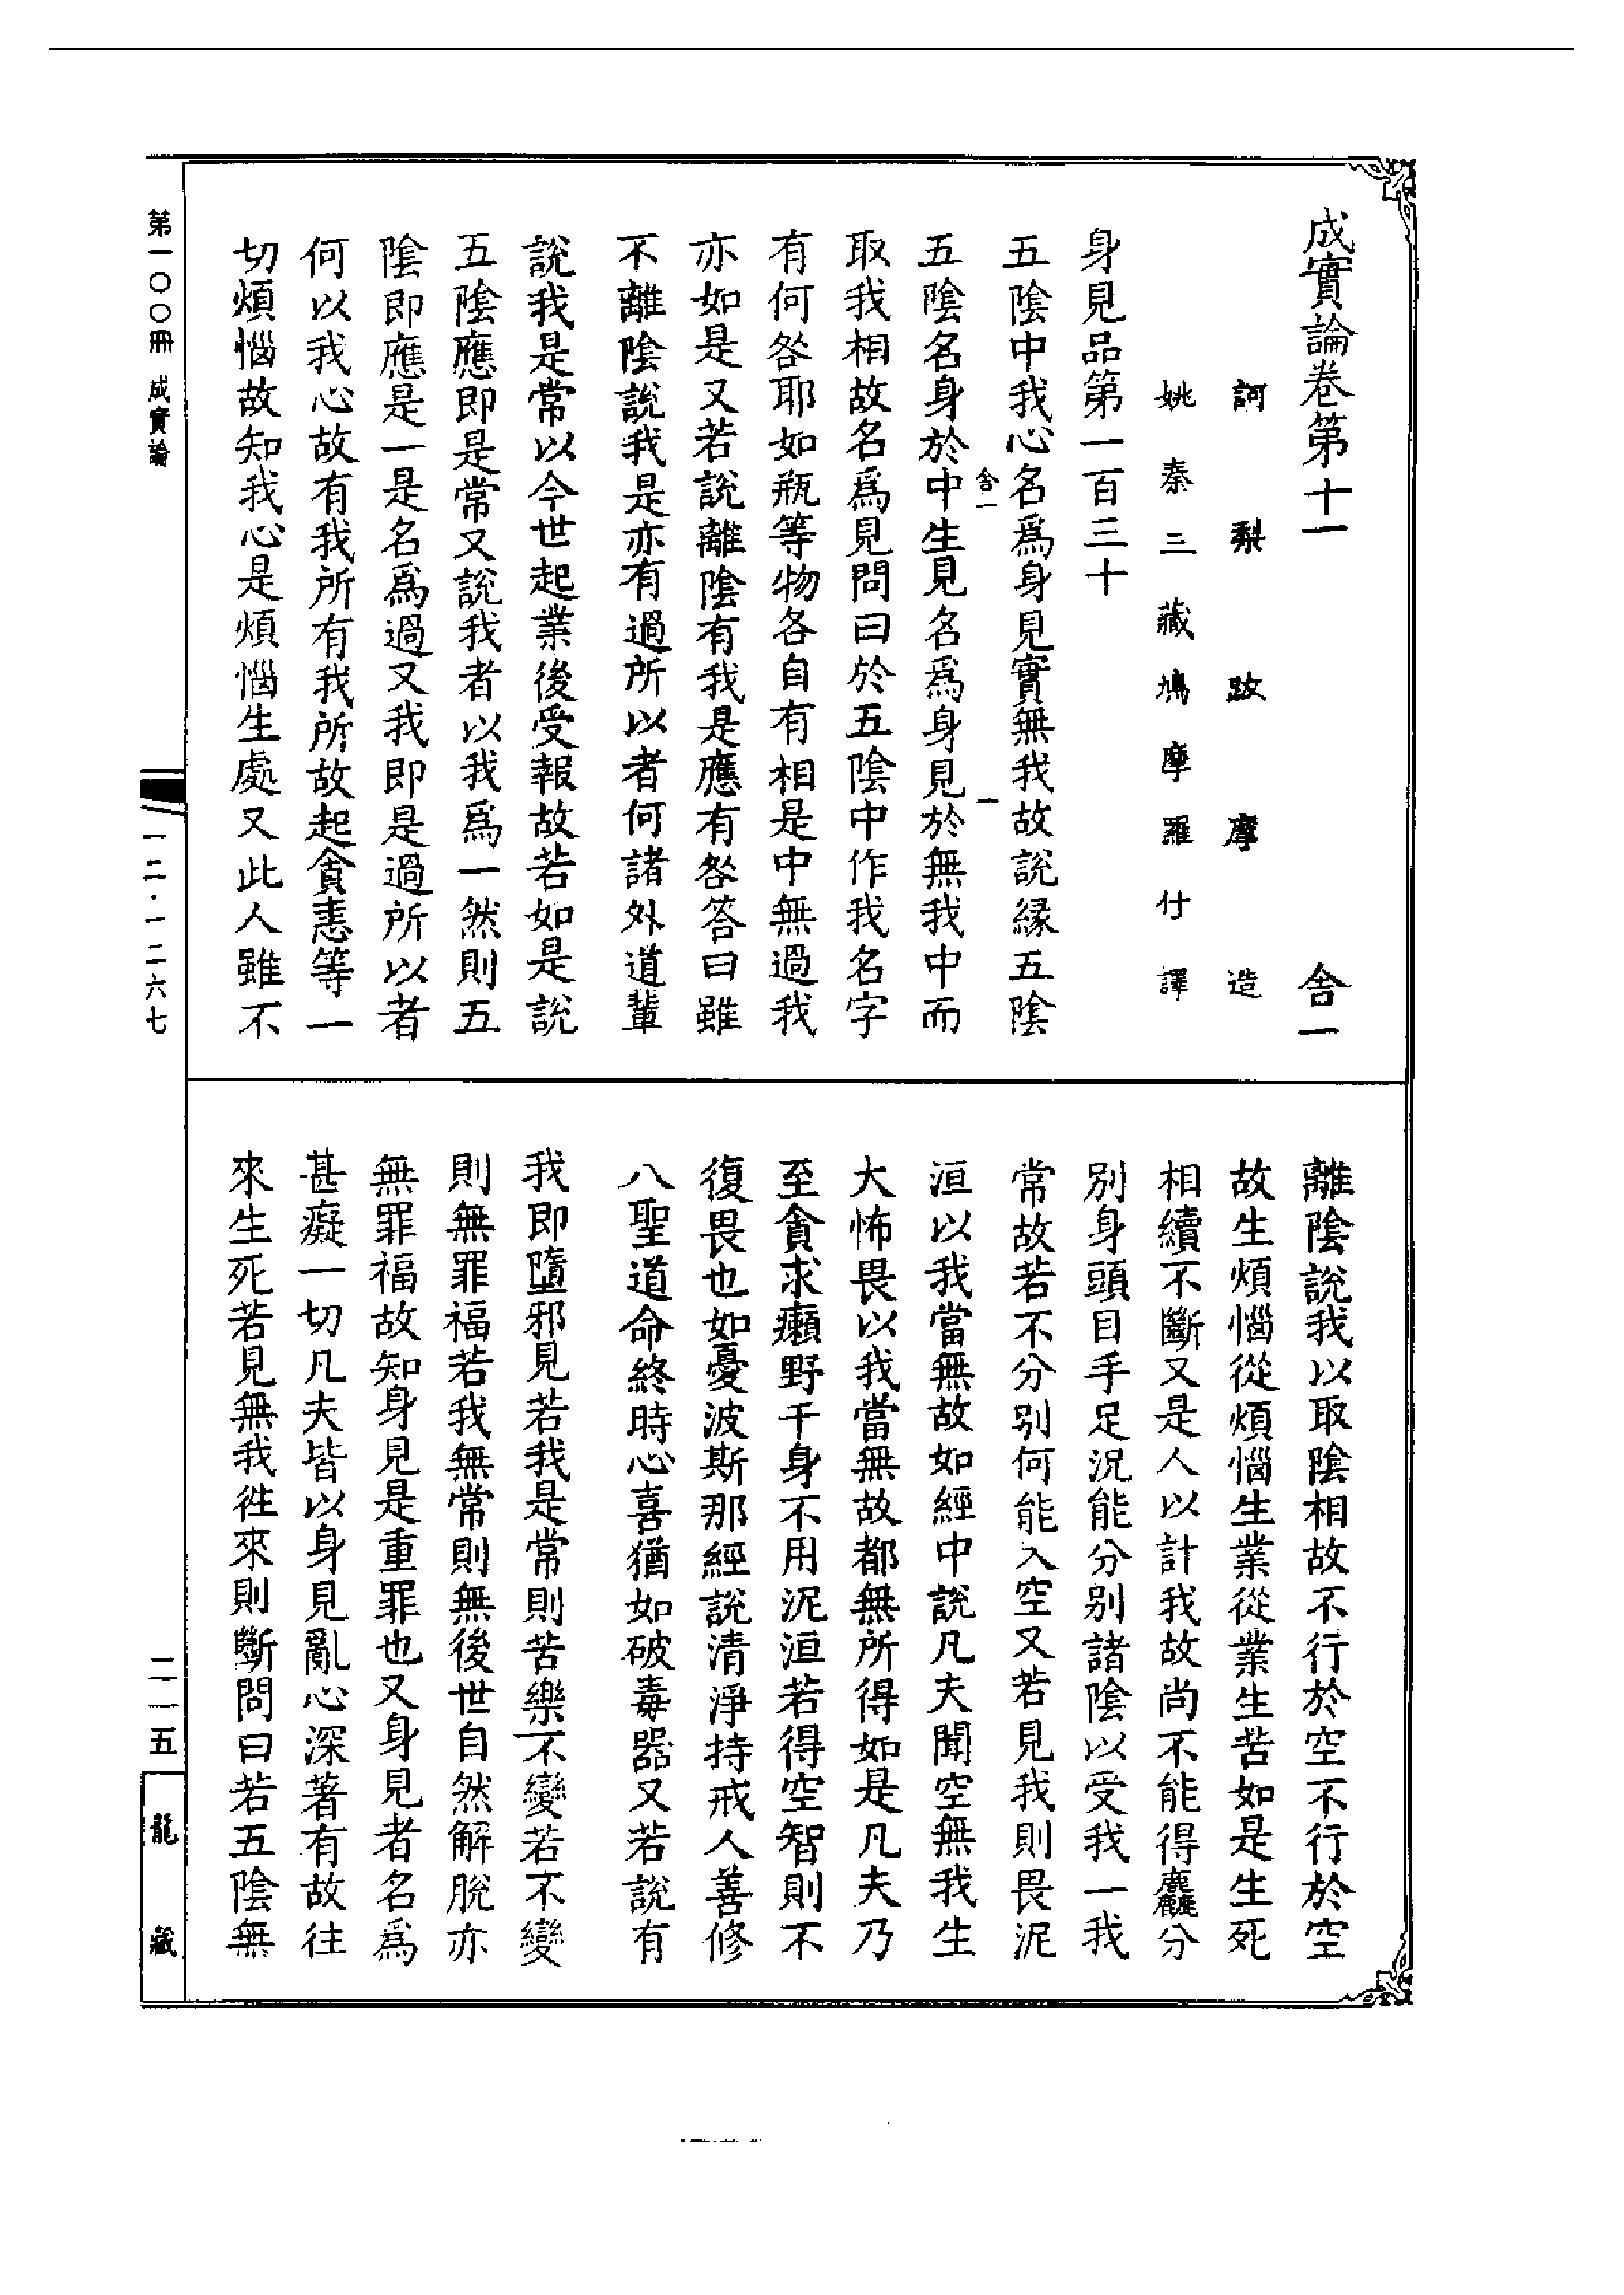 成實論卷第十一 舍一
訶梨跋摩造
姚秦三藏鳩摩羅什譯
身見品第一百三十
五陰中我心名爲身見實無我故說緣五陰
舍一 一
五陰名身於中生見名爲身見於無我中而
取我相故名爲見問曰於五陰中作我名字
有何咎耶如瓶等物各自有相是中無過我
亦如是又若說離陰有我是應有咎答曰雖
不離陰說我是亦有過所以者何諸外道輩
說我是常以今世起業後受報故若如是說
五陰應即是常又說我者以我爲一然則五
陰即應是一是名爲過又我即是過所以者
何以我心故有我所有我所故起貪恚等一
切煩惱故知我心是煩惱生處又此人雖不
離陰說我以取陰相故不行於空不行於空
故生煩惱從煩惱生業從業生苦如是生死
相續不斷又是人以計我故尚不能得麤分
別身頭目手足況能分別諸陰以受我一我
常故若不分別何能入空又若見我則畏泥
洹以我當無故如經中說凡夫聞空無我生
大怖畏以我當無故都無所得如是凡夫乃
至貪求癩野干身不用泥洹若得空智則不
復畏也如憂波斯那經說清淨持戒人善修
八聖道命終時心喜猶如破毒器又若說有
我即墮邪見若我是常則苦樂不變若不變
則無罪福若我無常則無後世自然解脫亦
無罪福故知身見是重罪也又身見者名爲
甚癡一切凡夫皆以身見亂心深著有故往
來生死若見無我徃來則斷問曰若五陰無
第一〇〇冊 成實論
一二·一二六七
二一五
龍藏